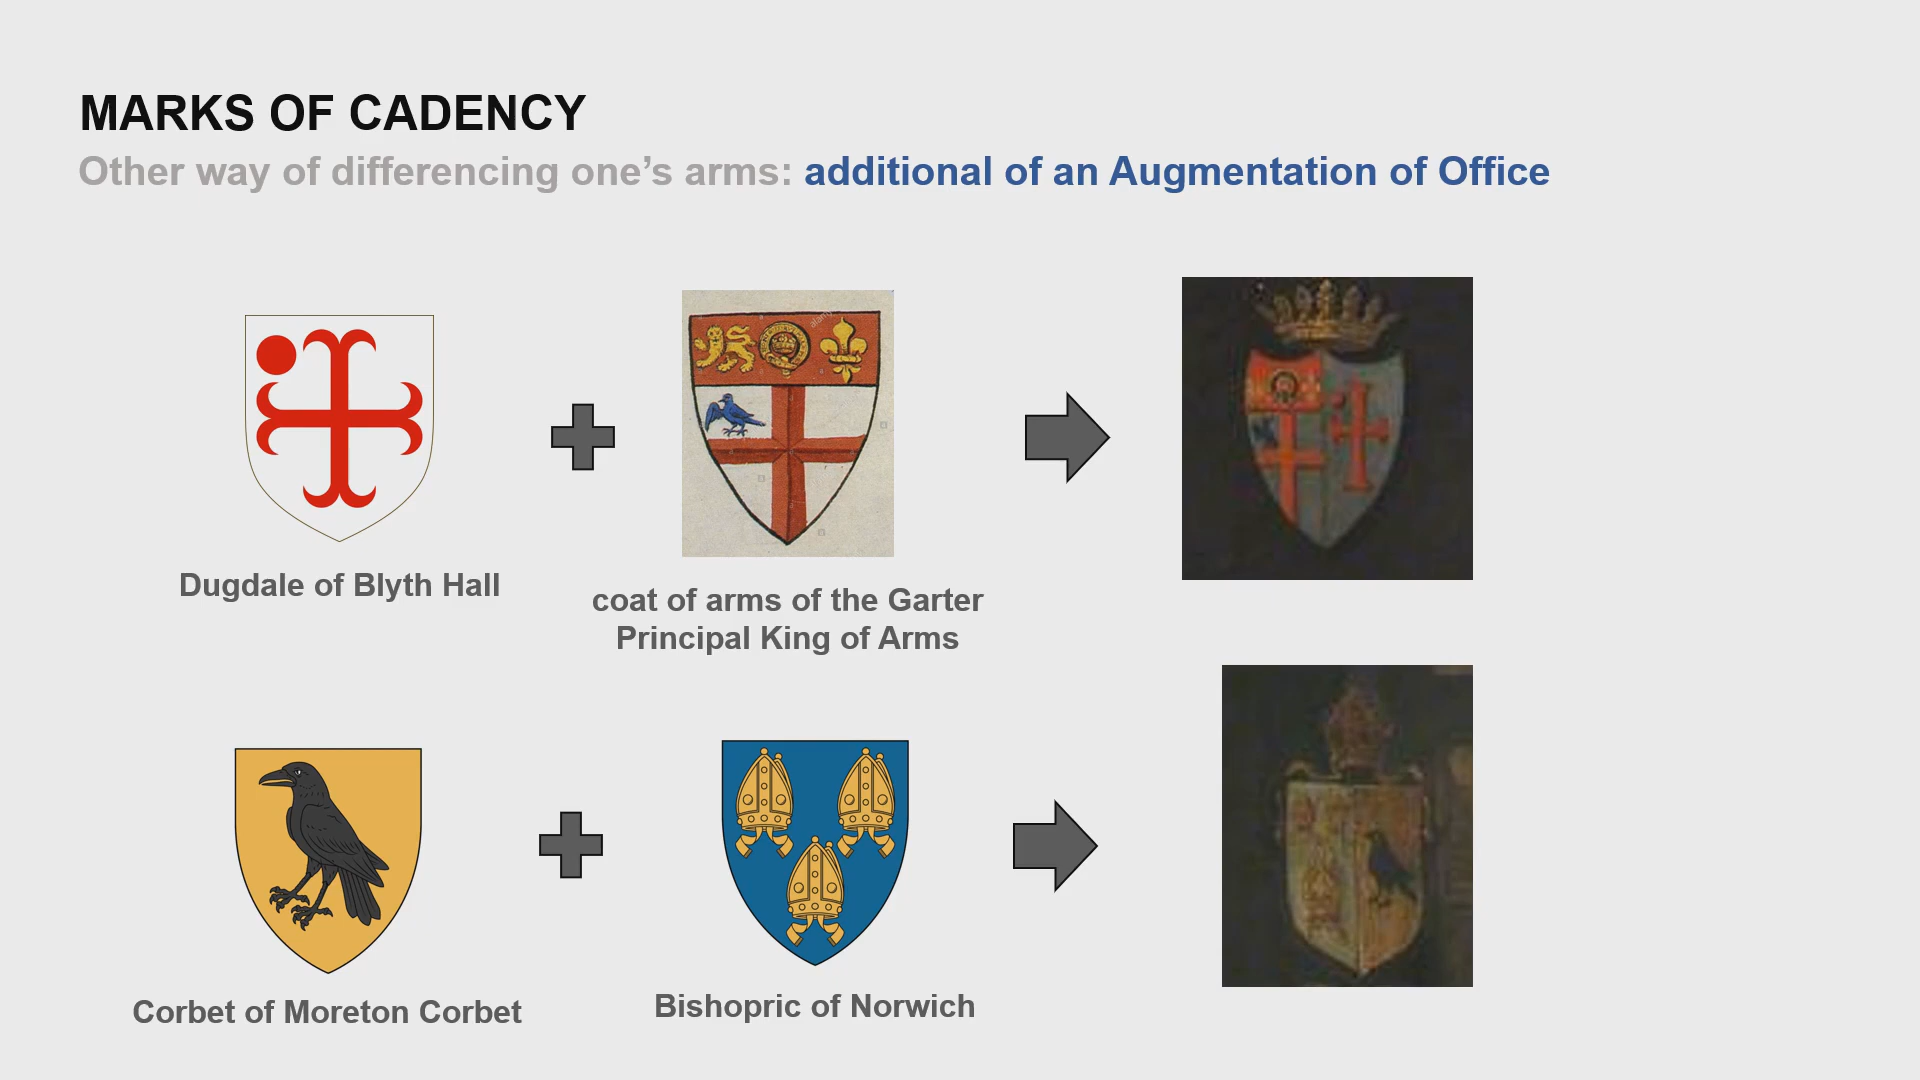 MARKS OF CADENCY
Other way of differencing one’s arms: additional of an Augmentation of Office
Dugdale of Blyth Hall
coat of arms of the Garter
Principal King of Arms
Corbet of Moreton Corbet
Bishopric of Norwich